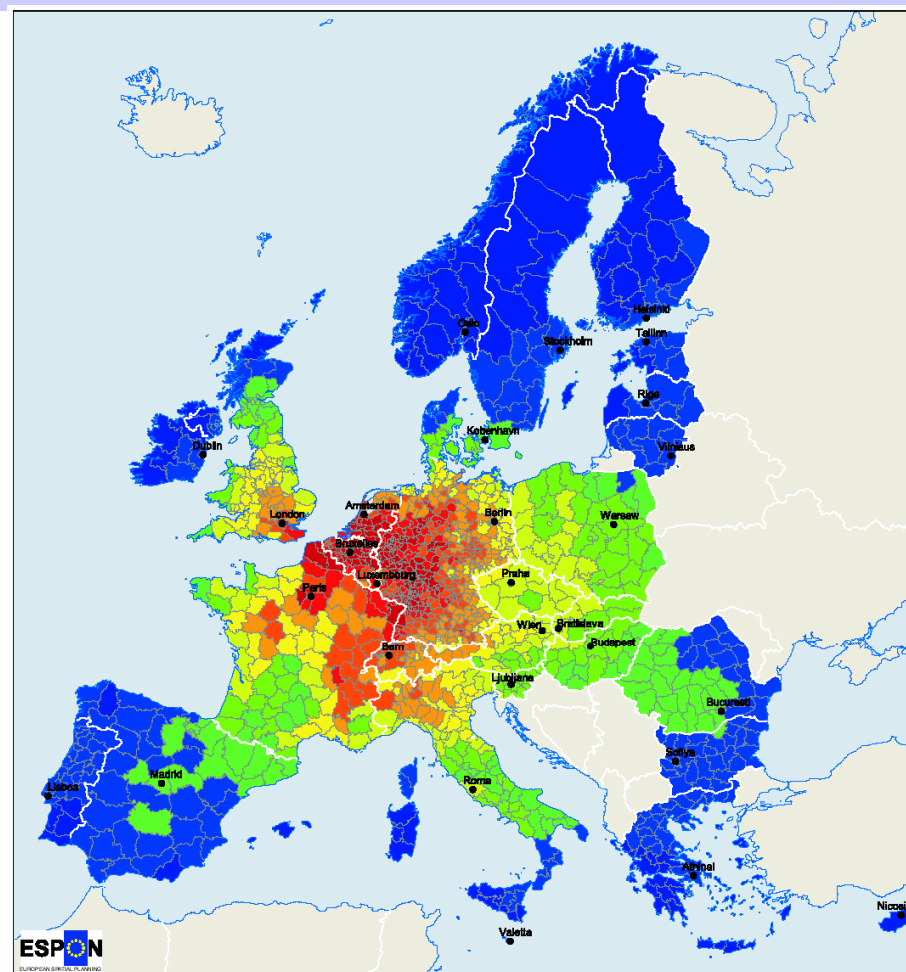 Oslo
Helsinki
Tallinn
Stockholm
Riga
København
Vilnius
Dublin
London
Amsterdam
Berlin
Warsaw
Bruxelles
Luxembourg
Praha
Paris
Wien
Bratislava
Budapest
Bern
Ljubljana
Bucuresti
Sofiya
Madrid
Lisboa
Roma
Athinai
Valetta
Nicosi
ESPON
EUROPEAN SPATIAL PLANNING